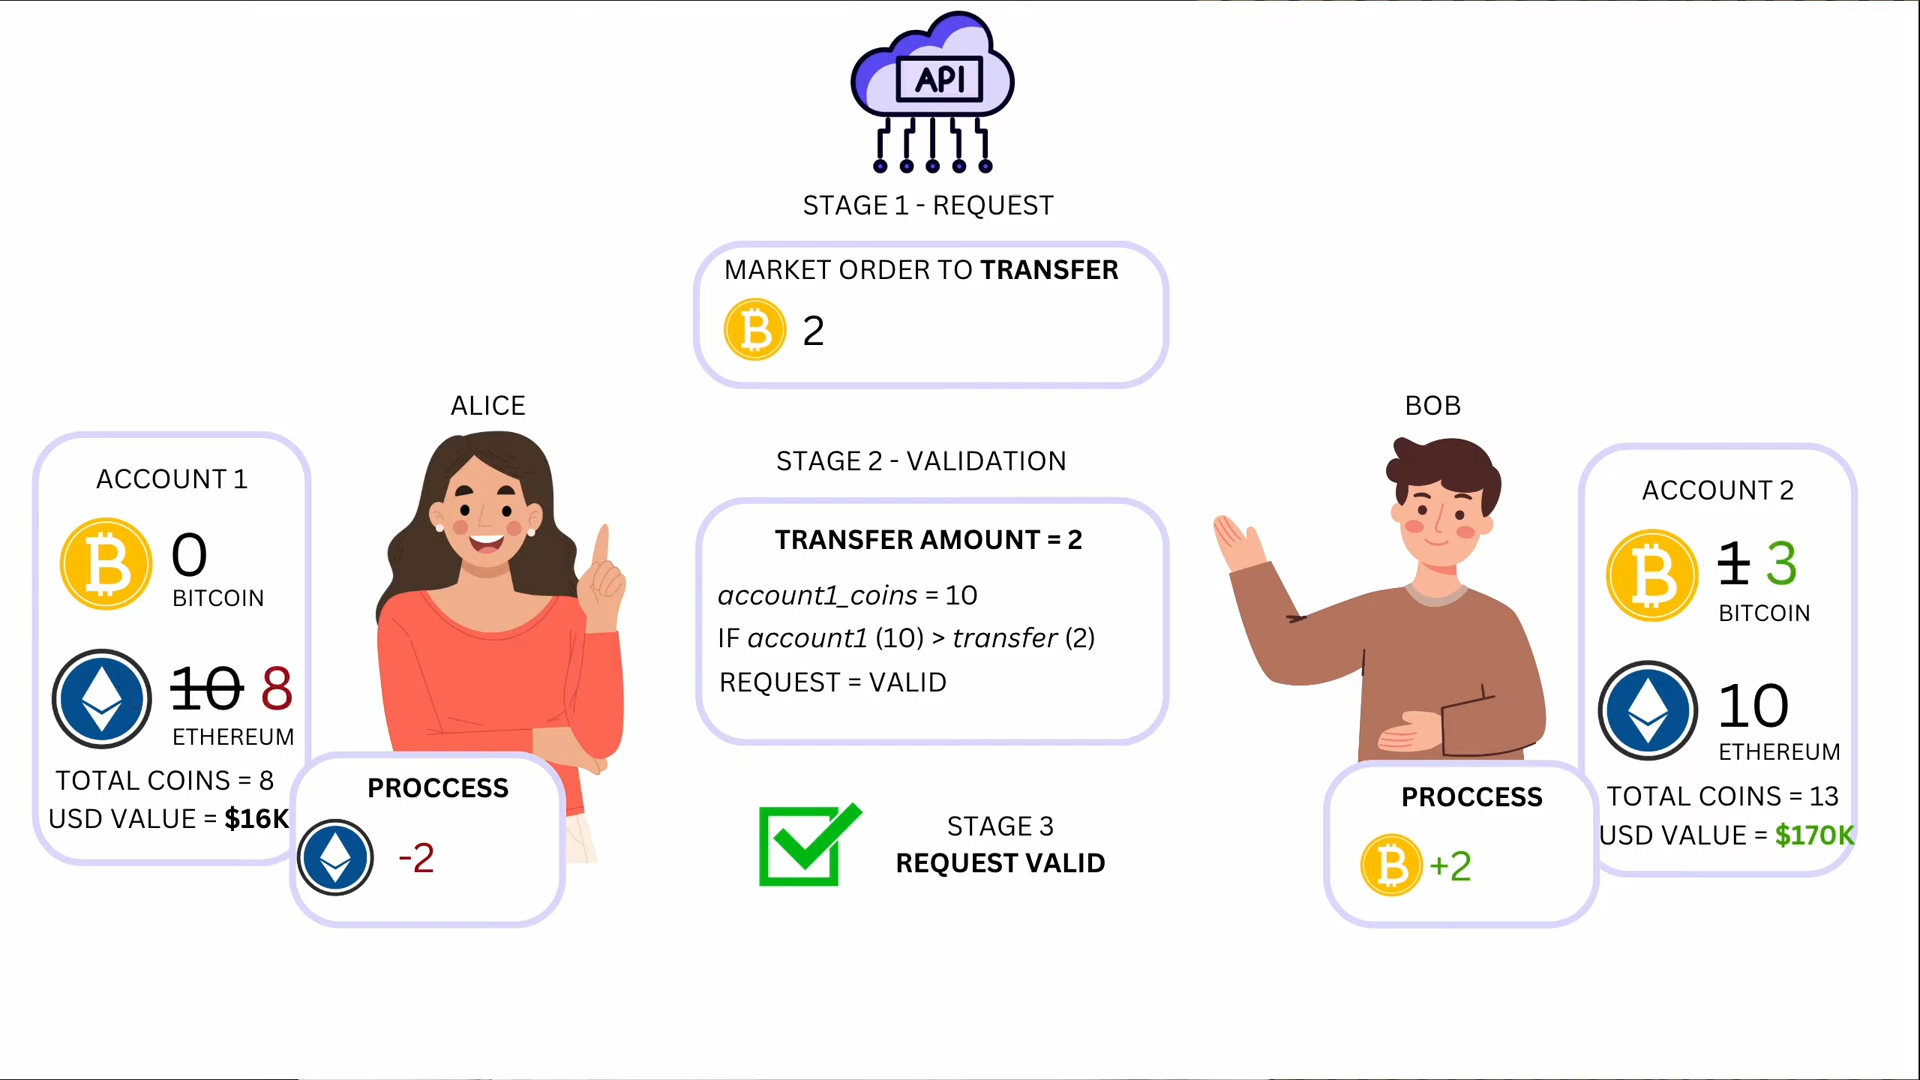 API
STAGE 1 - REQUEST
MARKET ORDER TO TRANSFER
2
ALICE
BOB
ACCOUNT 1
0
BITCOIN
10 8
ETHEREUM
TOTAL COINS = 8
USD VALUE = $16K
PROCCESS
-2
STAGE 2 - VALIDATION
TRANSFER AMOUNT = 2
account1_coins = 10
IF account1 (10) > transfer (2)
REQUEST = VALID
STAGE 3
REQUEST VALID
ACCOUNT 2
1 3
BITCOIN
10
ETHEREUM
TOTAL COINS = 13
USD VALUE = $170K
PROCCESS
+2